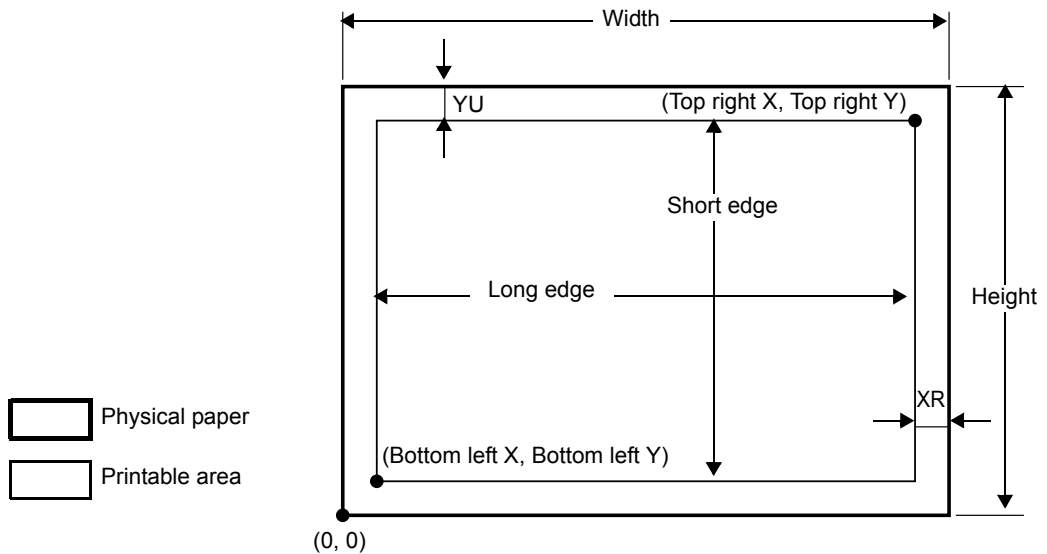 Width
YU
(Top right X, Top right Y)
Short edge
Long edge
Height
XR
Physical paper
(Bottom left X, Bottom left Y)
Printable area
(0, 0)